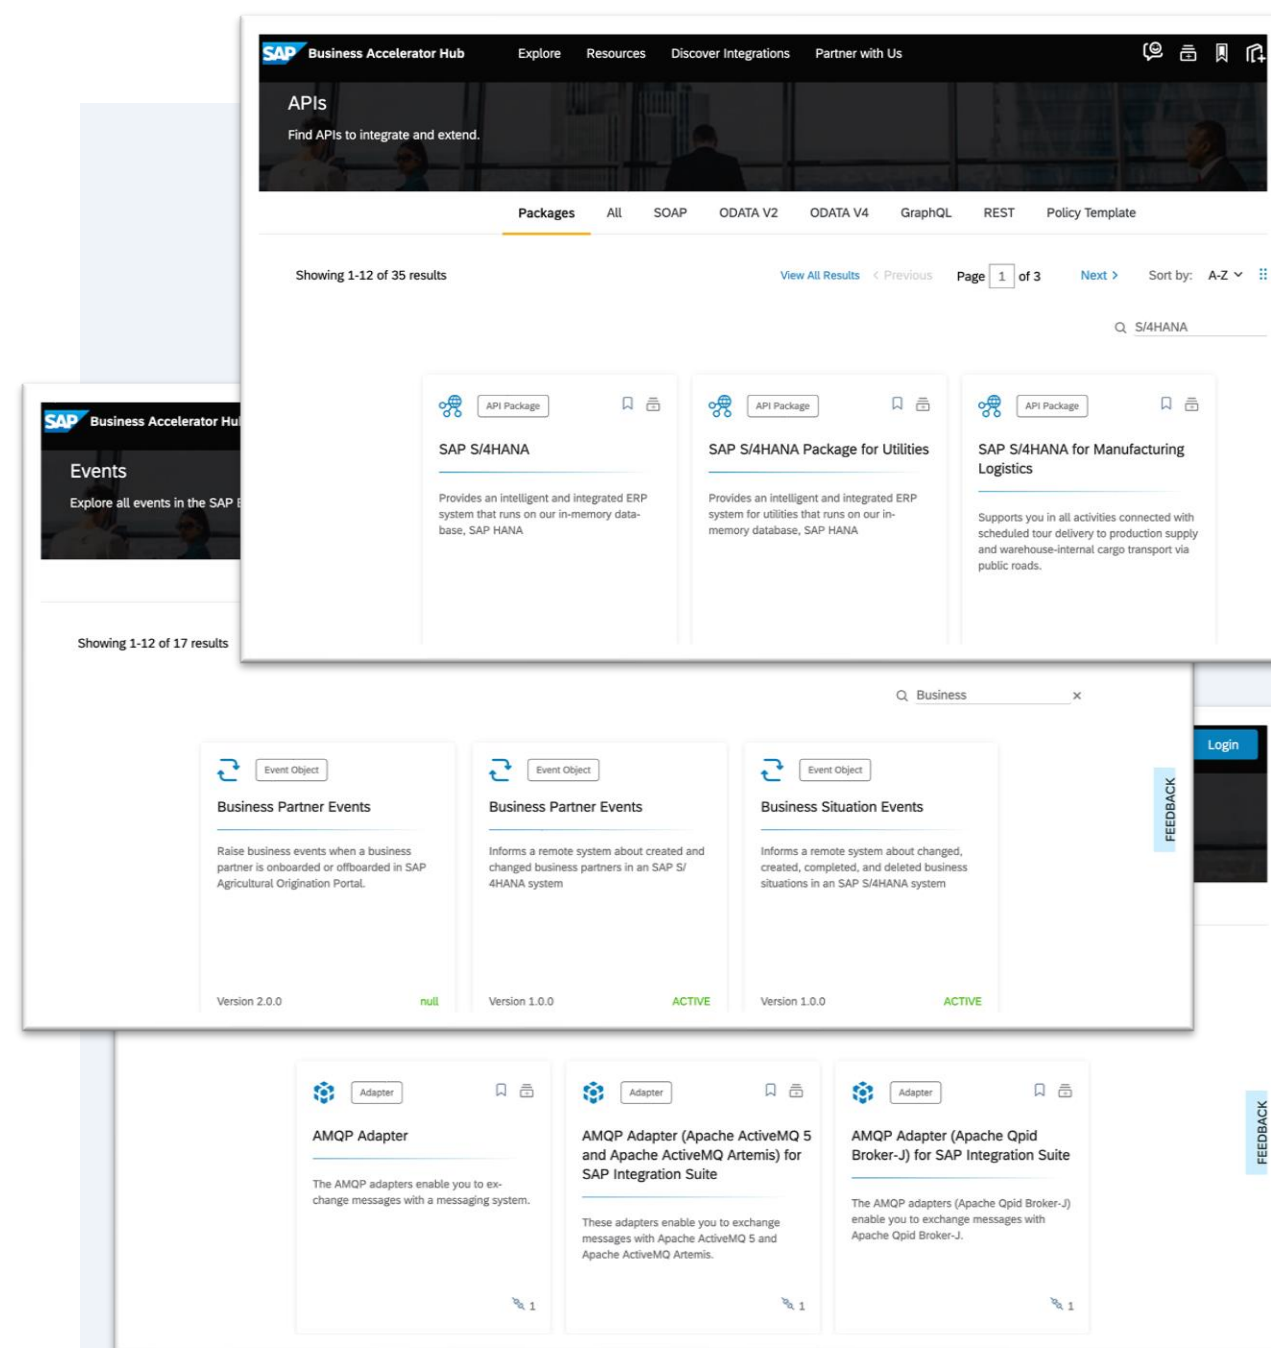 SAP Business Accelerator Hub Explore Resources Discover Integrations Partner with Us
APIs
Find APIs to integrate and extend.
Packages All SOAP ODATA V2 ODATA V4 GraphQL REST Policy Template
Showing 1-12 of 35 results View All Results < Previous Page 1 of 3 Next > Sort by: A-Z
S/4HANA
API Package API Package API Package
SAP S/4HANA
Provides an intelligent and integrated ERP
system that runs on our in-memory data-
base, SAP HANA
SAP S/4HANA Package for Utilities
Provides an intelligent and integrated ERP
system for utilities that runs on our in-
memory database, SAP HANA
SAP S/4HANA for Manufacturing
Logistics
Supports you in all activities connected with
scheduled tour delivery to production supply
and warehouse-internal cargo transport via
public roads.
SAP Business Accelerator Hu
Events
Explore all events in the SAP
Showing 1-12 of 17 results
Business ×
Event Object Event Object Event Object
Business Partner Events
Raise business events when a business
partner is onboarded or offboarded in SAP
Agricultural Origination Portal.
Version 2.0.0 null
Business Partner Events
Informs a remote system about created and
changed business partners in an SAP S/
4HANA system
Version 1.0.0 ACTIVE
Business Situation Events
Informs a remote system about changed,
created, completed, and deleted business
situations in an SAP S/4HANA system
Version 1.0.0 ACTIVE
FEEDBACK
Login
Adapter Adapter Adapter
AMQP Adapter
The AMQP adapters enable you to ex-
change messages with a messaging system.
1
AMQP Adapter (Apache ActiveMQ 5
and Apache ActiveMQ Artemis) for
SAP Integration Suite
These adapters enable you to exchange
messages with Apache ActiveMQ 5 and
Apache ActiveMQ Artemis.
1
AMQP Adapter (Apache Qpid
Broker-J) for SAP Integration Suite
The AMQP adapters (Apache Qpid Broker-J)
enable you to exchange messages with
Apache Qpid Broker-J.
1
FEEDBACK